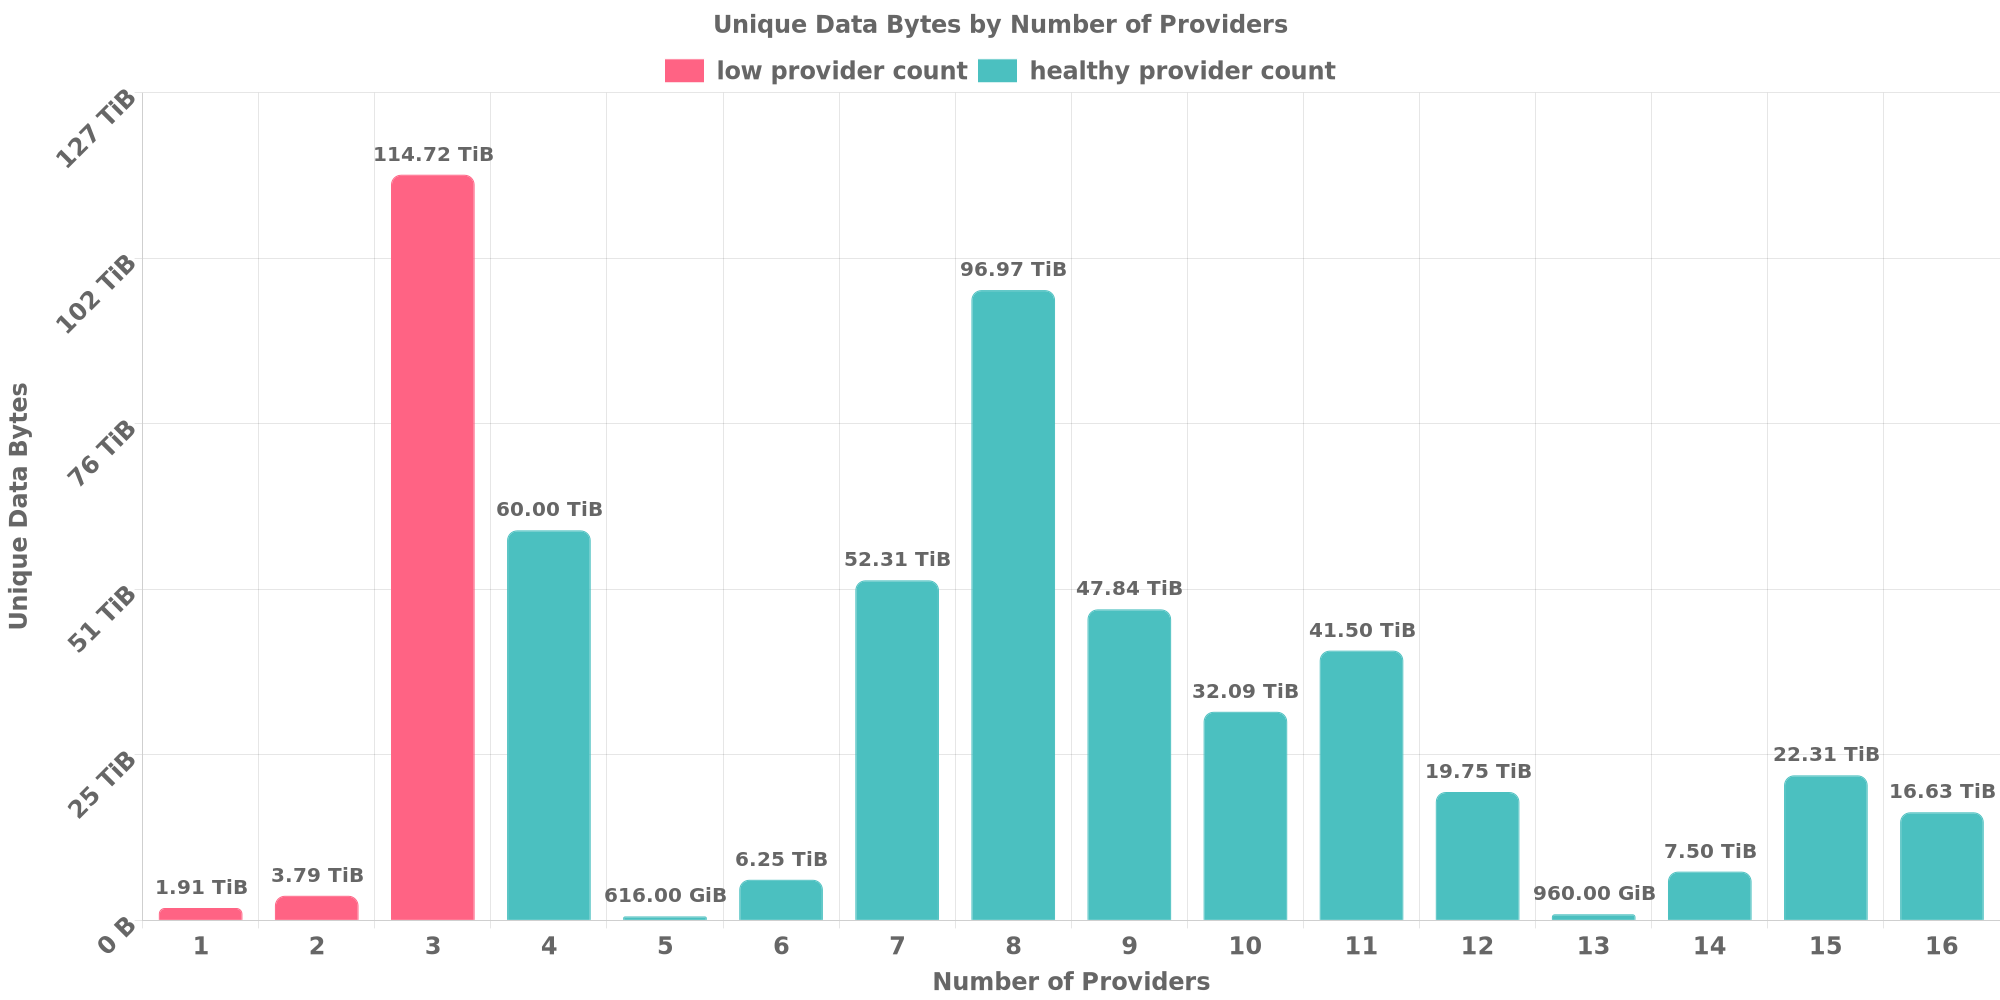 Unique Data Bytes by Number of Providers
low provider count
healthy provider count
Unique Data Bytes
127 TiB
102 TiB
76 TiB
51 TiB
25 TiB
0 B
1.91 TiB
3.79 TiB
114.72 TiB
60.00 TiB
616.00 GiB
6.25 TiB
52.31 TiB
96.97 TiB
47.84 TiB
32.09 TiB
41.50 TiB
19.75 TiB
960.00 GiB
7.50 TiB
22.31 TiB
16.63 TiB
1 2 3 4 5 6 7 8 9 10 11 12 13 14 15 16
Number of Providers